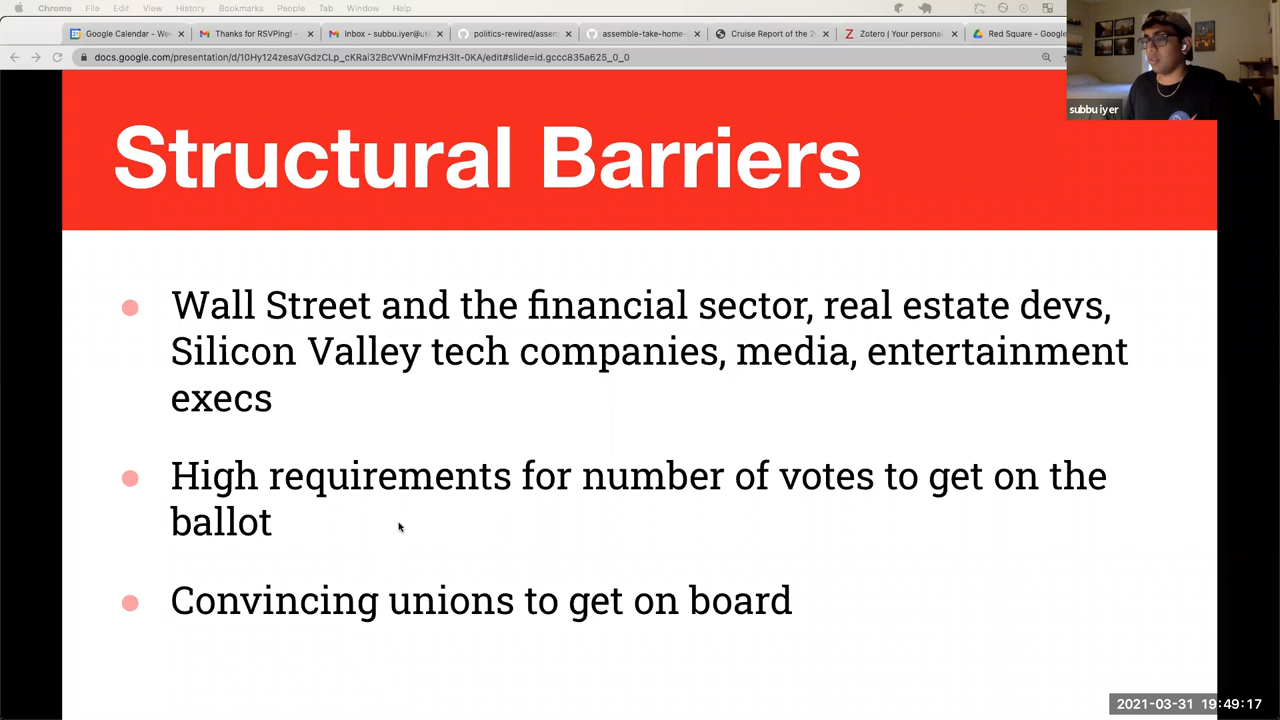 Chrome File Edit View History Bookmarks People Tab Window Help
Google Calendar - We
Thanks for RSVPing! -
Inbox - subbu.iyer@ut
politics-rewired/assem
assemble-take-home-
Cruise Report of the 2
Zotero | Your personal
Red Square - Google
docs.google.com/presentation/d/10Hy124zesaVGdzCLp_cKRai32BcVWniMFmzH3It-0KA/edit#slide=id.gccc835a625_0_0
subbu iyer
Structural Barriers
Wall Street and the financial sector, real estate devs,
Silicon Valley tech companies, media, entertainment
execs
High requirements for number of votes to get on the
ballot
Convincing unions to get on board
2021-03-31 19:49:17